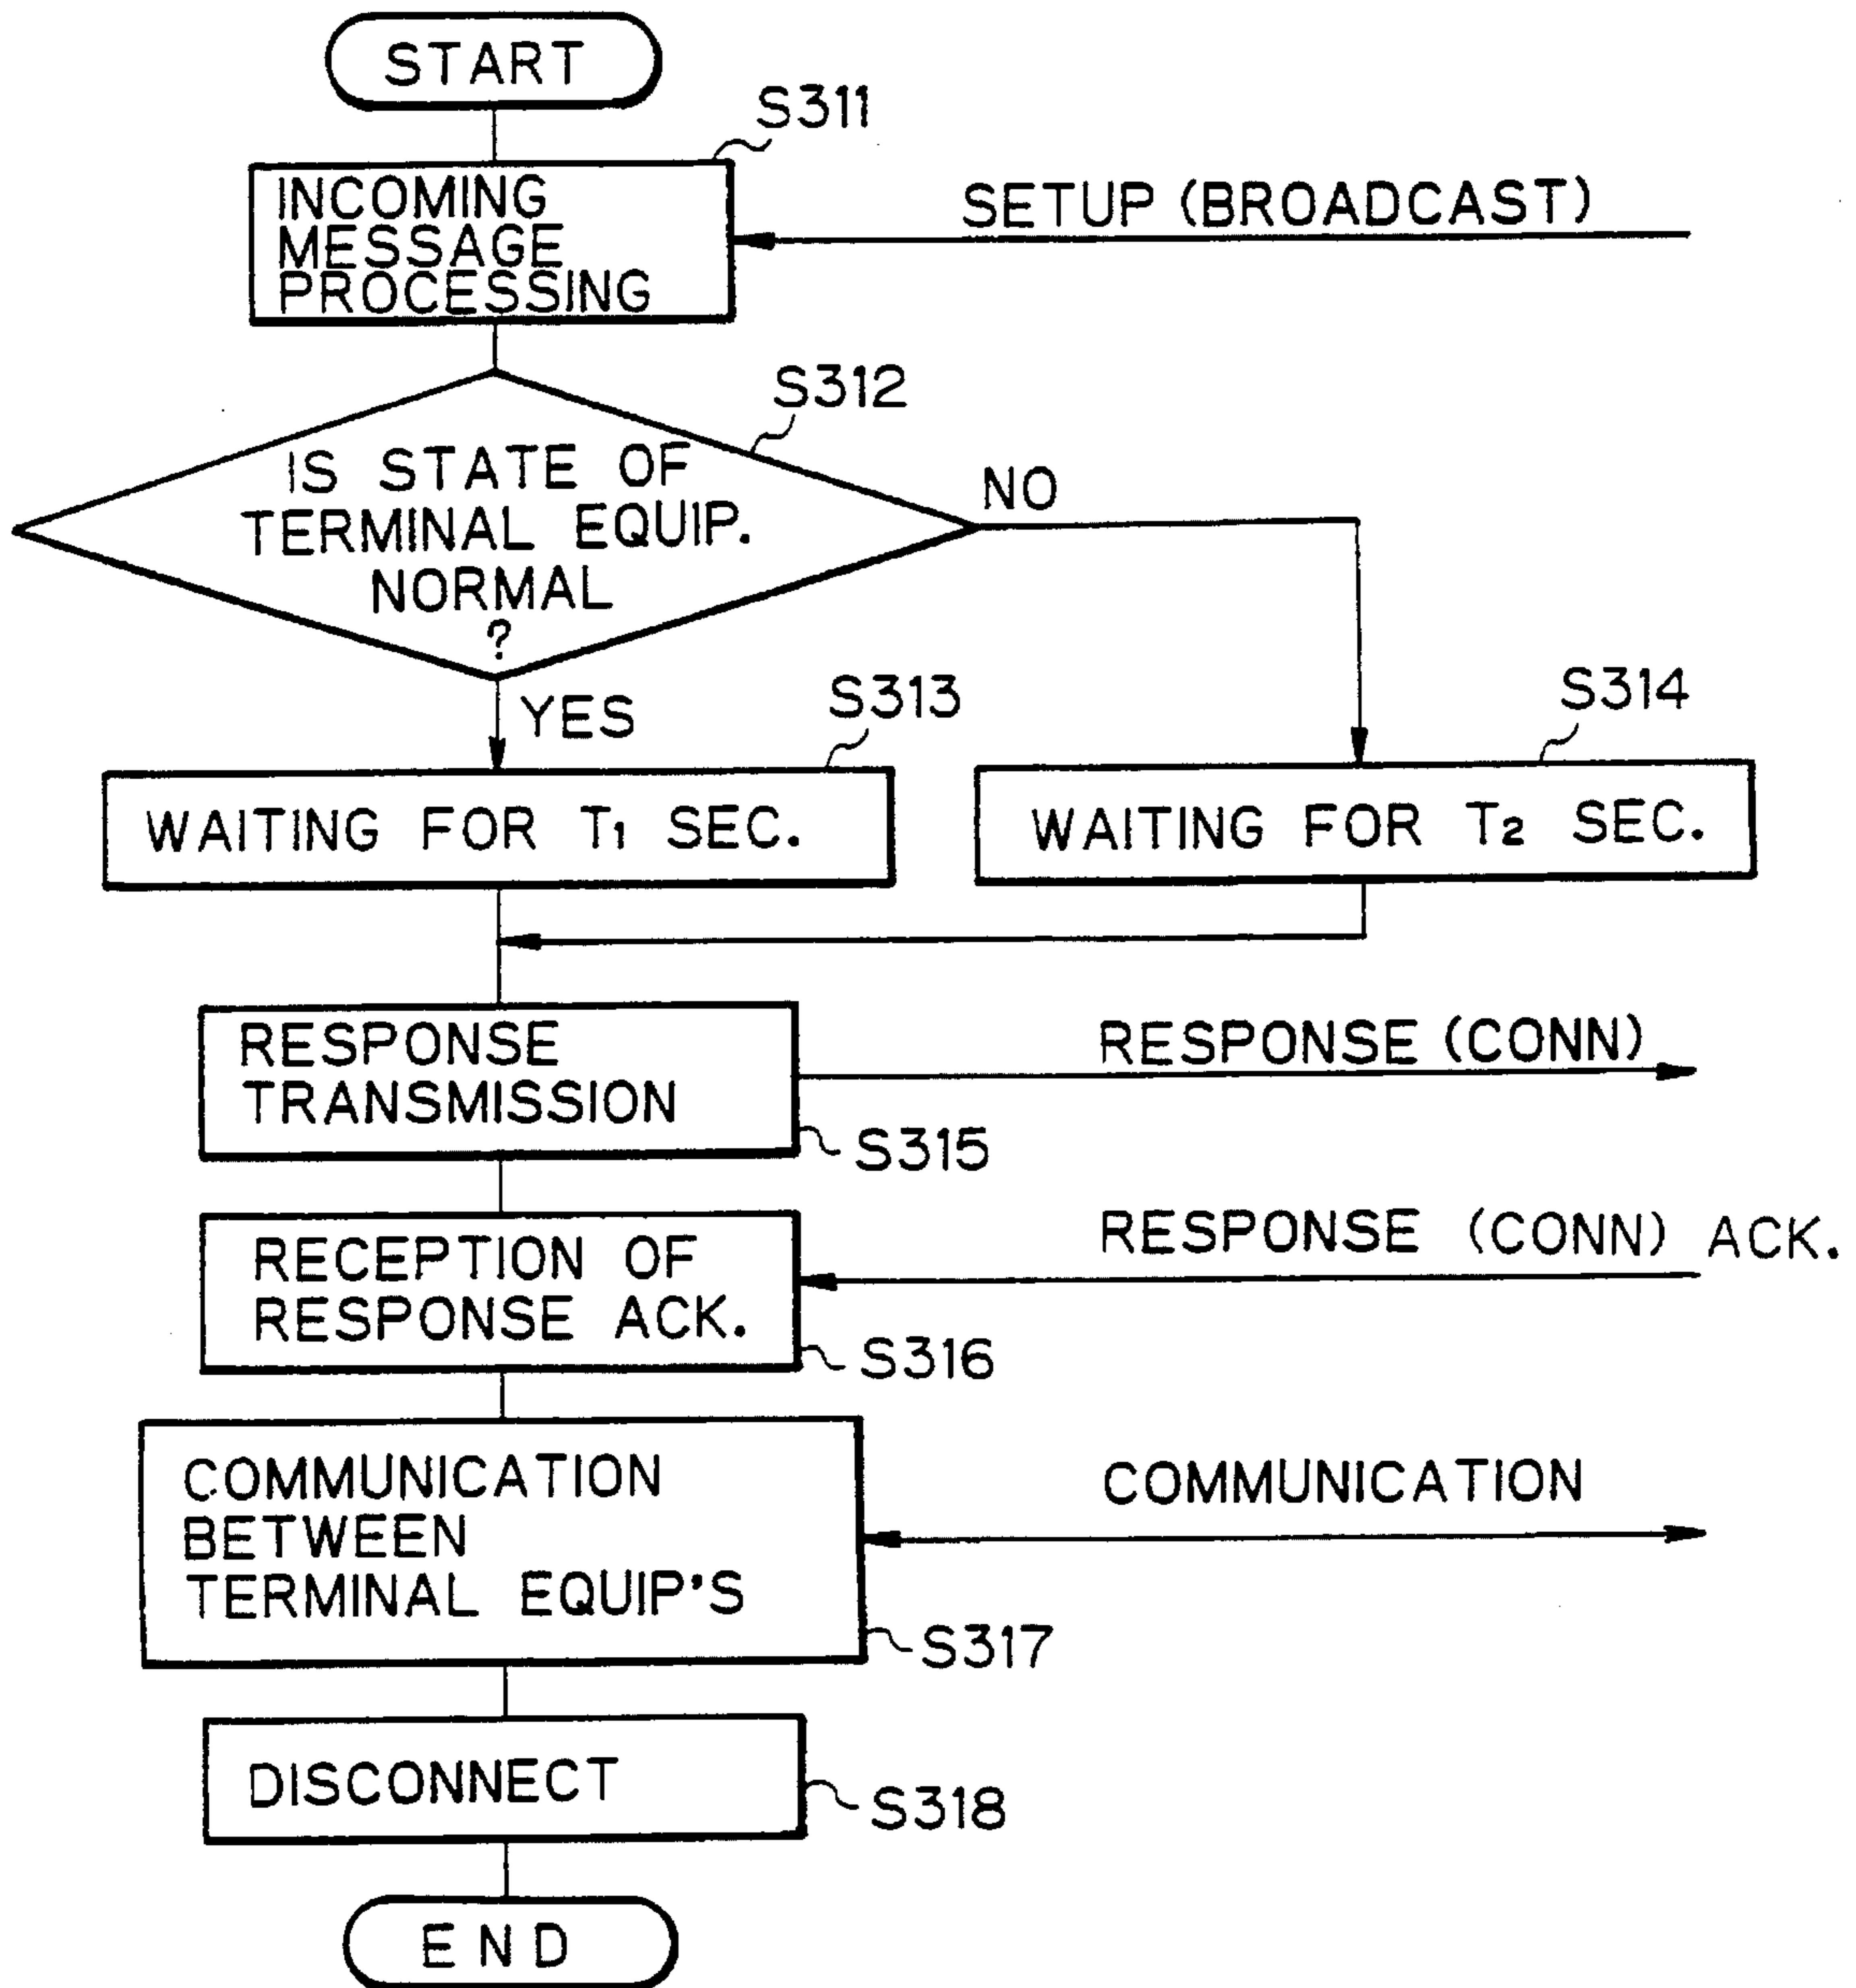 START
S311
INCOMING
MESSAGE
PROCESSING
SETUP (BROADCAST)
S312
IS STATE OF
TERMINAL EQUIP.
NORMAL
?
NO
YES
S313
S314
WAITING FOR T1 SEC.
WAITING FOR T2 SEC.
RESPONSE
TRANSMISSION
RESPONSE (CONN)
S315
RECEPTION OF
RESPONSE ACK.
RESPONSE (CONN) ACK.
S316
COMMUNICATION
BETWEEN
TERMINAL EQUIP'S
COMMUNICATION
S317
DISCONNECT
S318
END